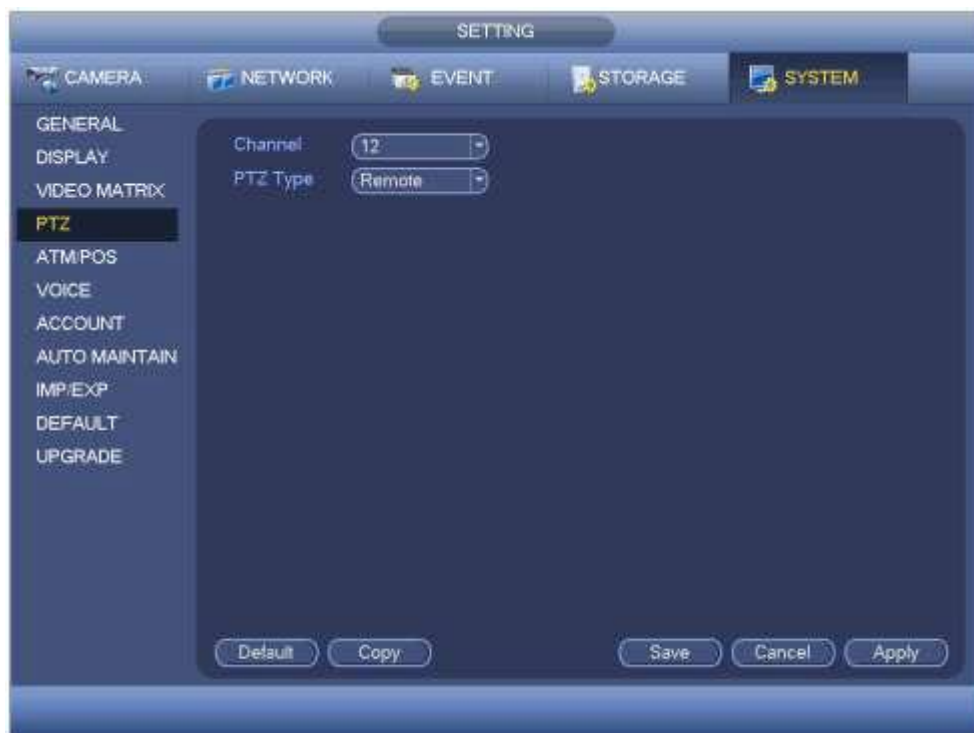 SETTING
CAMERA NETWORK EVENT STORAGE SYSTEM
GENERAL
DISPLAY
VIDEO MATRIX
PTZ
ATM/POS
VOICE
ACCOUNT
AUTO MAINTAIN
IMP/EXP
DEFAULT
UPGRADE
Channel 12
PTZ Type Remote
Default Copy Save Cancel Apply